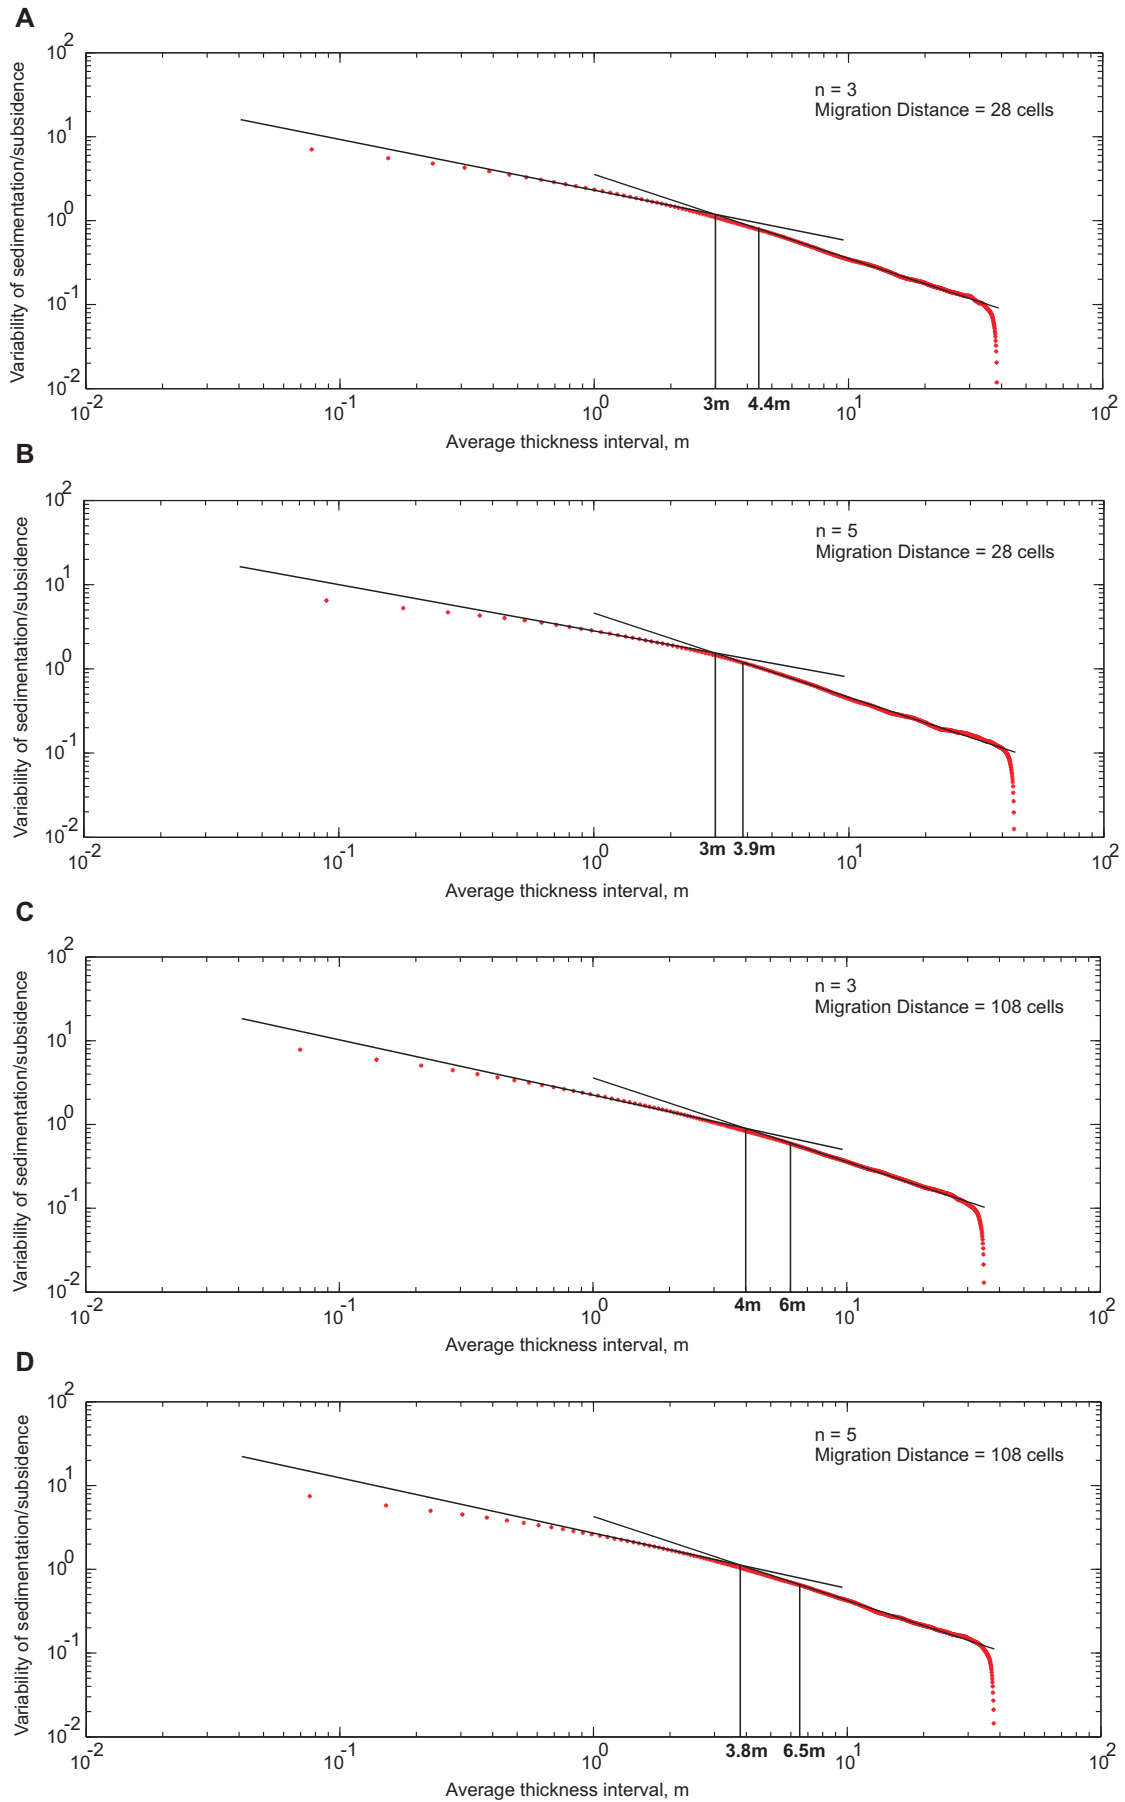 A
Variability of sedimentation/subsidence
10^2
10^1
10^0
10^-1
10^-2
n = 3
Migration Distance = 28 cells
10^-2 10^-1 10^0 3m 4.4m 10^1 10^2
Average thickness interval, m
B
Variability of sedimentation/subsidence
10^2
10^1
10^0
10^-1
10^-2
n = 5
Migration Distance = 28 cells
10^-2 10^-1 10^0 3m 3.9m 10^1 10^2
Average thickness interval, m
C
Variability of sedimentation/subsidence
10^2
10^1
10^0
10^-1
10^-2
n = 3
Migration Distance = 108 cells
10^-2 10^-1 10^0 4m 6m 10^1 10^2
Average thickness interval, m
D
Variability of sedimentation/subsidence
10^2
10^1
10^0
10^-1
10^-2
n = 5
Migration Distance = 108 cells
10^-2 10^-1 10^0 3.8m 6.5m 10^1 10^2
Average thickness interval, m